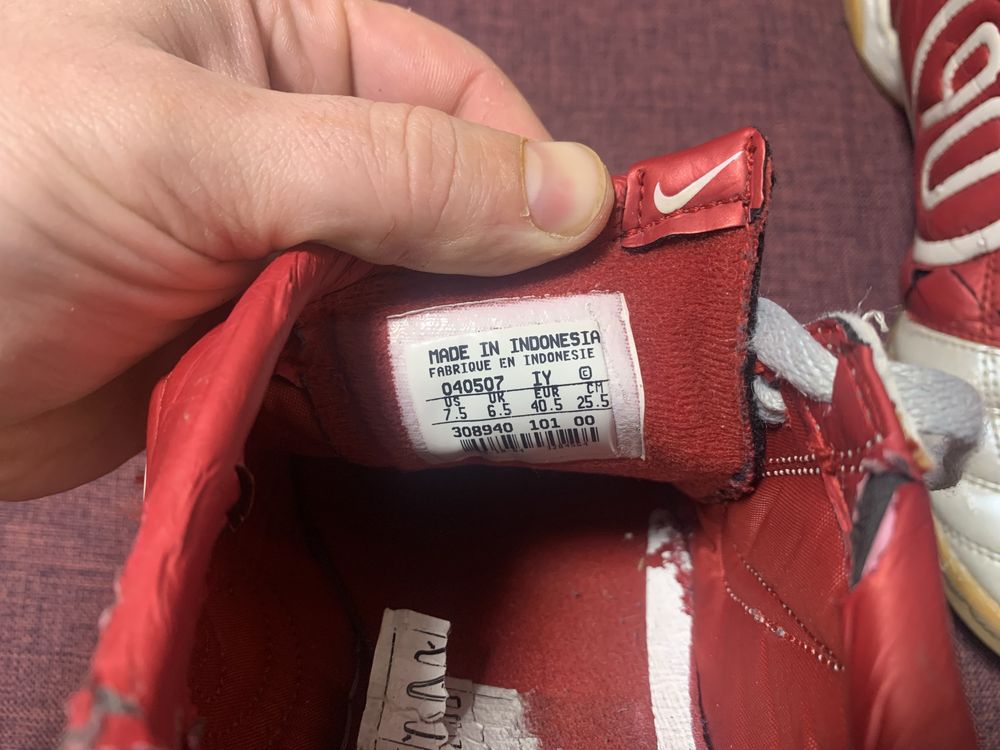 MADE IN INDONESIA
FABRIQUE EN INDONESIE
040507 IY ©
US UK EUR CM
7.5 6.5 40.5 25.5
308940 101 00